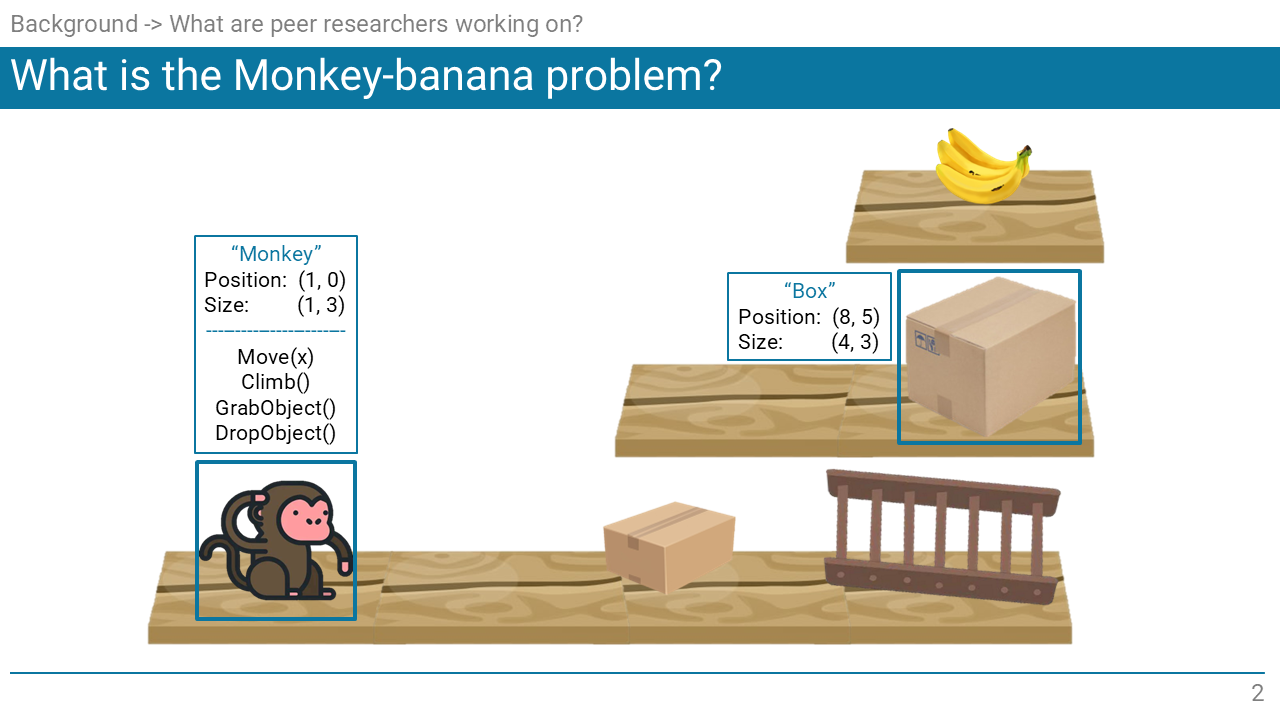 Background -> What are peer researchers working on?
What is the Monkey-banana problem?
“Monkey”
Position: (1, 0)
Size: (1, 3)
------------------------
Move(x)
Climb()
GrabObject()
DropObject()
“Box”
Position: (8, 5)
Size: (4, 3)
2